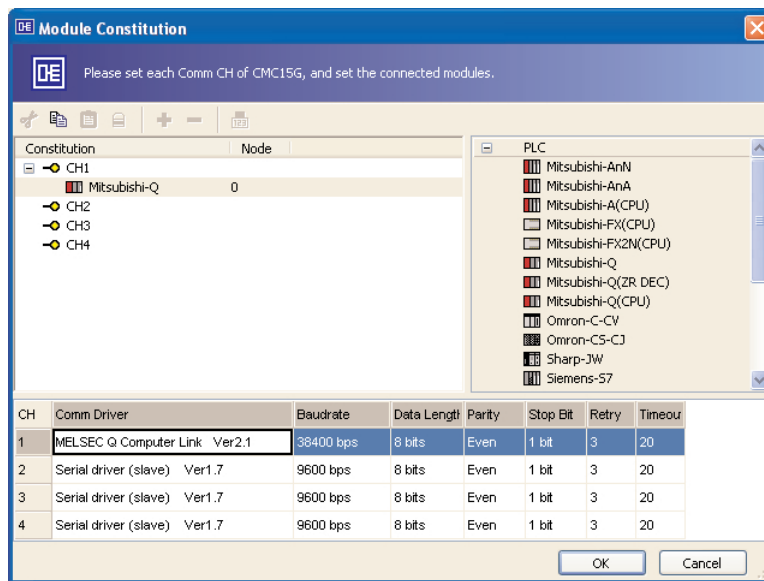 Module Constitution
Please set each Comm CH of CMC15G, and set the connected modules.
123
Constitution Node
CH1
Mitsubishi-Q 0
CH2
CH3
CH4
PLC
Mitsubishi-AnN
Mitsubishi-AnA
Mitsubishi-A(CPU)
Mitsubishi-FX(CPU)
Mitsubishi-FX2N(CPU)
Mitsubishi-Q
Mitsubishi-Q(ZR DEC)
Mitsubishi-Q(CPU)
Omron-C-CV
Omron-CS-CJ
Sharp-JW
Siemens-S7
CH Comm Driver Baudrate Data Length Parity Stop Bit Retry Timeout
1 MELSEC Q Computer Link Ver2.1 38400 bps 8 bits Even 1 bit 3 20
2 Serial driver (slave) Ver1.7 9600 bps 8 bits Even 1 bit 3 20
3 Serial driver (slave) Ver1.7 9600 bps 8 bits Even 1 bit 3 20
4 Serial driver (slave) Ver1.7 9600 bps 8 bits Even 1 bit 3 20
OK Cancel